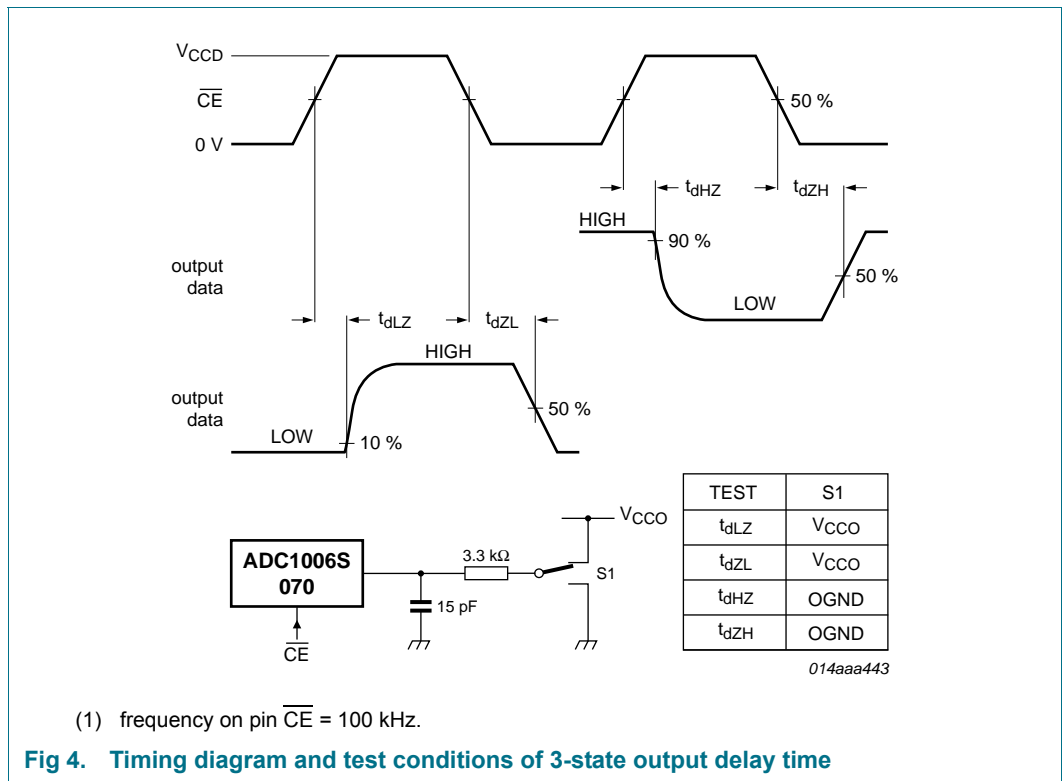 VCCD
CE
0 V
50 %
tdHZ
tdZH
HIGH
90 %
output
data
50 %
LOW
tdLZ
tdZL
HIGH
output
data
50 %
LOW
10 %
VCCO
ADC1006S
070
3.3 kΩ
S1
15 pF
CE
TEST S1
tdLZ VCCO
tdZL VCCO
tdHZ OGND
tdZH OGND
014aaa443
(1) frequency on pin CE = 100 kHz.
Fig 4. Timing diagram and test conditions of 3-state output delay time